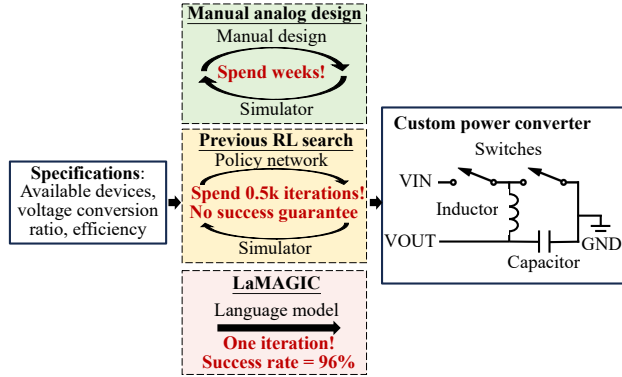 Manual analog design
Manual design
Spend weeks!
Simulator
Specifications:
Available devices,
voltage conversion
ratio, efficiency
Previous RL search
Policy network
Spend 0.5k iterations!
No success guarantee
Simulator
LaMAGIC
Language model
One iteration!
Success rate = 96%
Custom power converter
Switches
VIN
Inductor
VOUT
GND
Capacitor